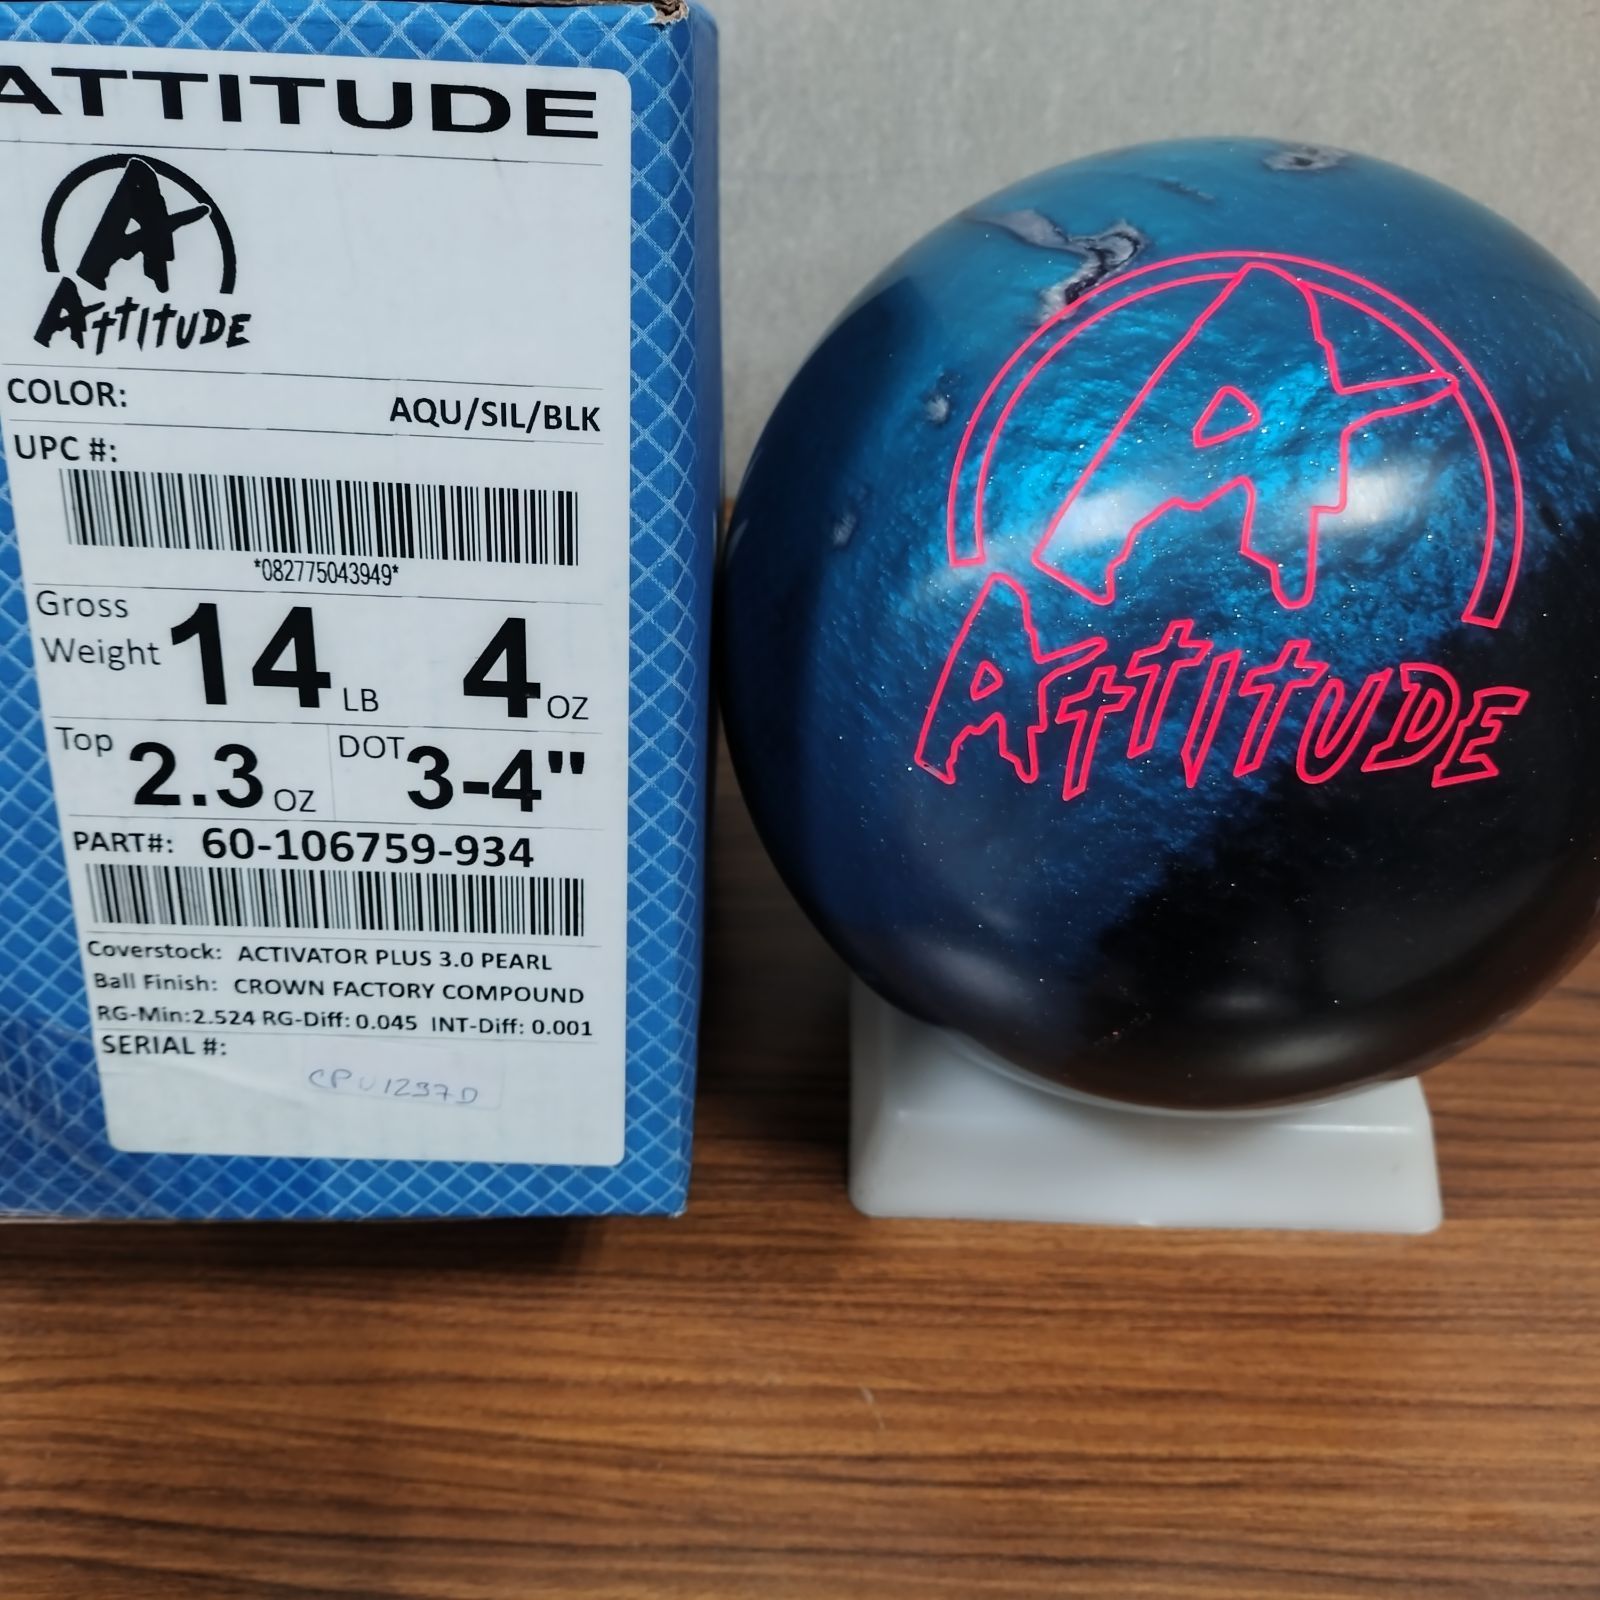 ATTITUDE
A
ATTITUDE
COLOR:
AQU/SIL/BLK
UPC #:
*082775043949*
Gross Weight 14 LB 4 OZ
Top 2.3 OZ DOT 3-4"
PART#: 60-106759-934
Coverstock: ACTIVATOR PLUS 3.0 PEARL
Ball Finish: CROWN FACTORY COMPOUND
RG-Min:2.524 RG-Diff: 0.045 INT-Diff: 0.001
SERIAL #:
CPU1237D
A
ATTITUDE